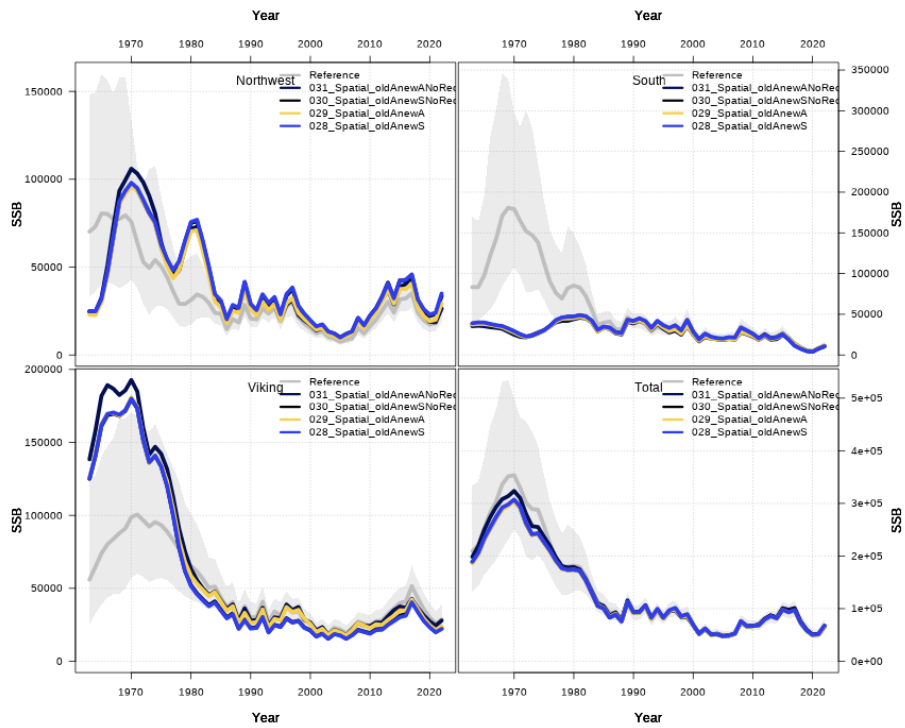 Year Year
1970 1980 1990 2000 2010 2020 1970 1980 1990 2000 2010 2020
Northwest
Reference
031_Spatial_oldAnewANoRec
030_Spatial_oldAnewSNoRec
029_Spatial_oldAnewA
028_Spatial_oldAnewS
SSB
150000
100000
50000
0
South
Reference
031_Spatial_oldAnewANoRec
030_Spatial_oldAnewSNoRec
029_Spatial_oldAnewA
028_Spatial_oldAnewS
350000
300000
250000
200000
150000
100000
50000
0
SSB
Viking
Reference
031_Spatial_oldAnewANoRec
030_Spatial_oldAnewSNoRec
029_Spatial_oldAnewA
028_Spatial_oldAnewS
SSB
200000
150000
100000
50000
0
Total
Reference
031_Spatial_oldAnewANoRec
030_Spatial_oldAnewSNoRec
029_Spatial_oldAnewA
028_Spatial_oldAnewS
5e+05
4e+05
3e+05
2e+05
1e+05
0e+00
SSB
1970 1980 1990 2000 2010 2020 1970 1980 1990 2000 2010 2020
Year Year